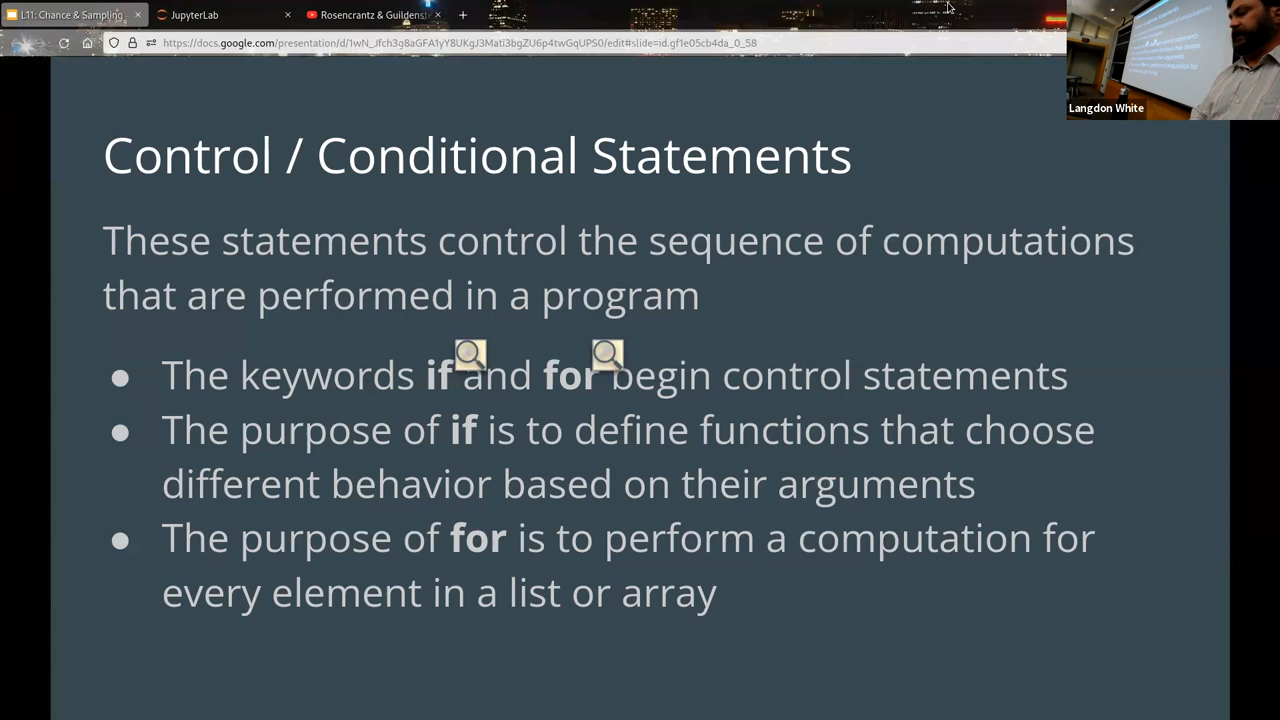 L11: Chance & Sampling
JupyterLab
Rosencrantz & Guildenst
https://docs.google.com/presentation/d/1wN_Jfch3g8aGFA1yY8UKgJ3Mati3bgZU6p4twGqUPS0/edit#slide=id.gf1e05cb4da_0_58
Langdon White
Control / Conditional Statements
These statements control the sequence of computations
that are performed in a program
● The keywords if and for begin control statements
● The purpose of if is to define functions that choose
different behavior based on their arguments
● The purpose of for is to perform a computation for
every element in a list or array